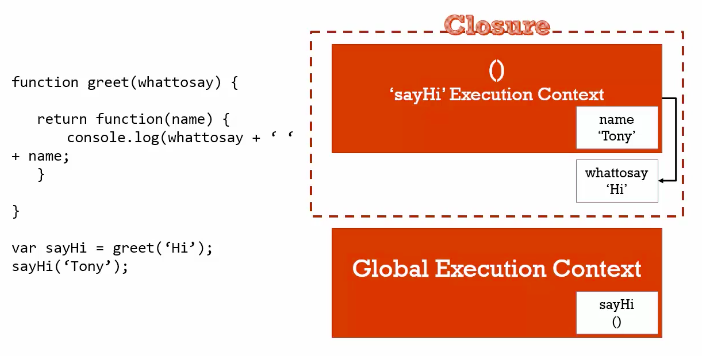 function greet(whattosay) {
return function(name) {
console.log(whattosay + ‘ ‘
+ name;
}
}
var sayHi = greet(‘Hi’);
sayHi(‘Tony’);
Closure
()
‘sayHi’ Execution Context
name
‘Tony’
whattosay
‘Hi’
Global Execution Context
sayHi
()